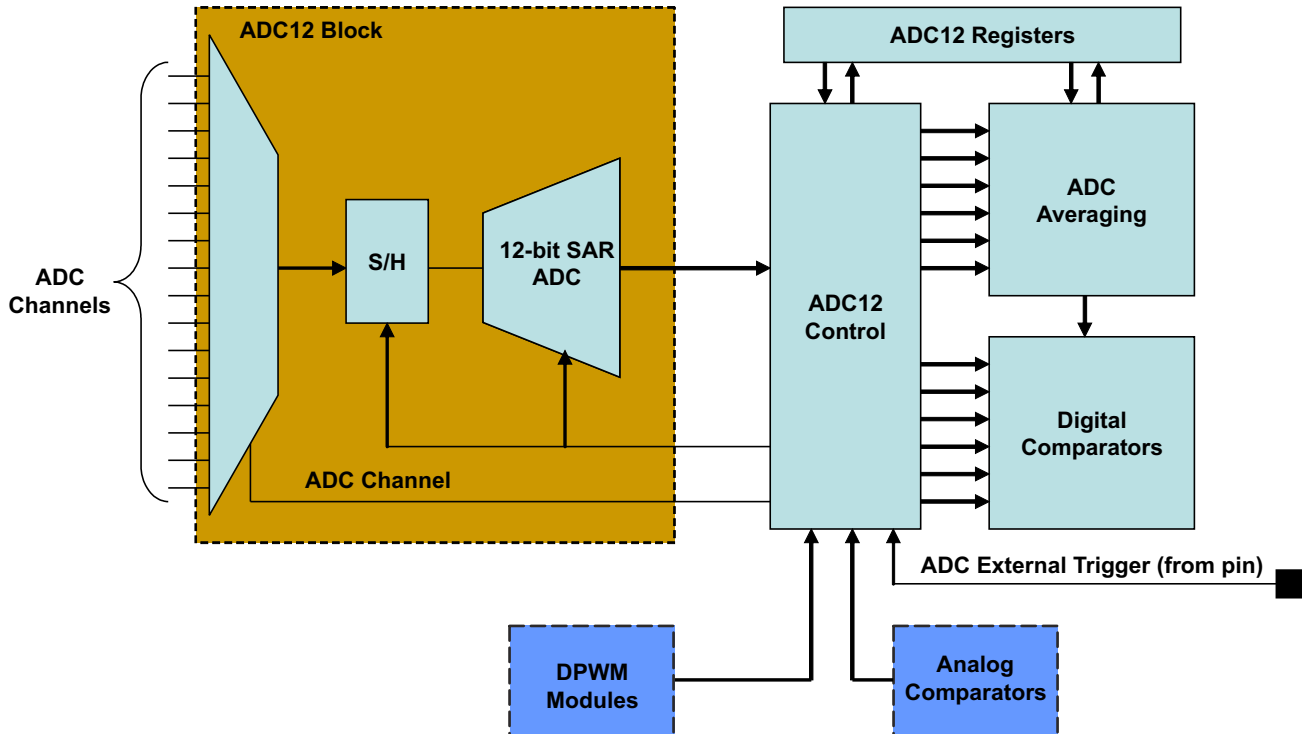 ADC12 Block
ADC12 Registers
ADC
Channels
S/H
12-bit SAR
ADC
ADC12
Control
ADC
Averaging
Digital
Comparators
ADC Channel
ADC External Trigger (from pin)
DPWM
Modules
Analog
Comparators